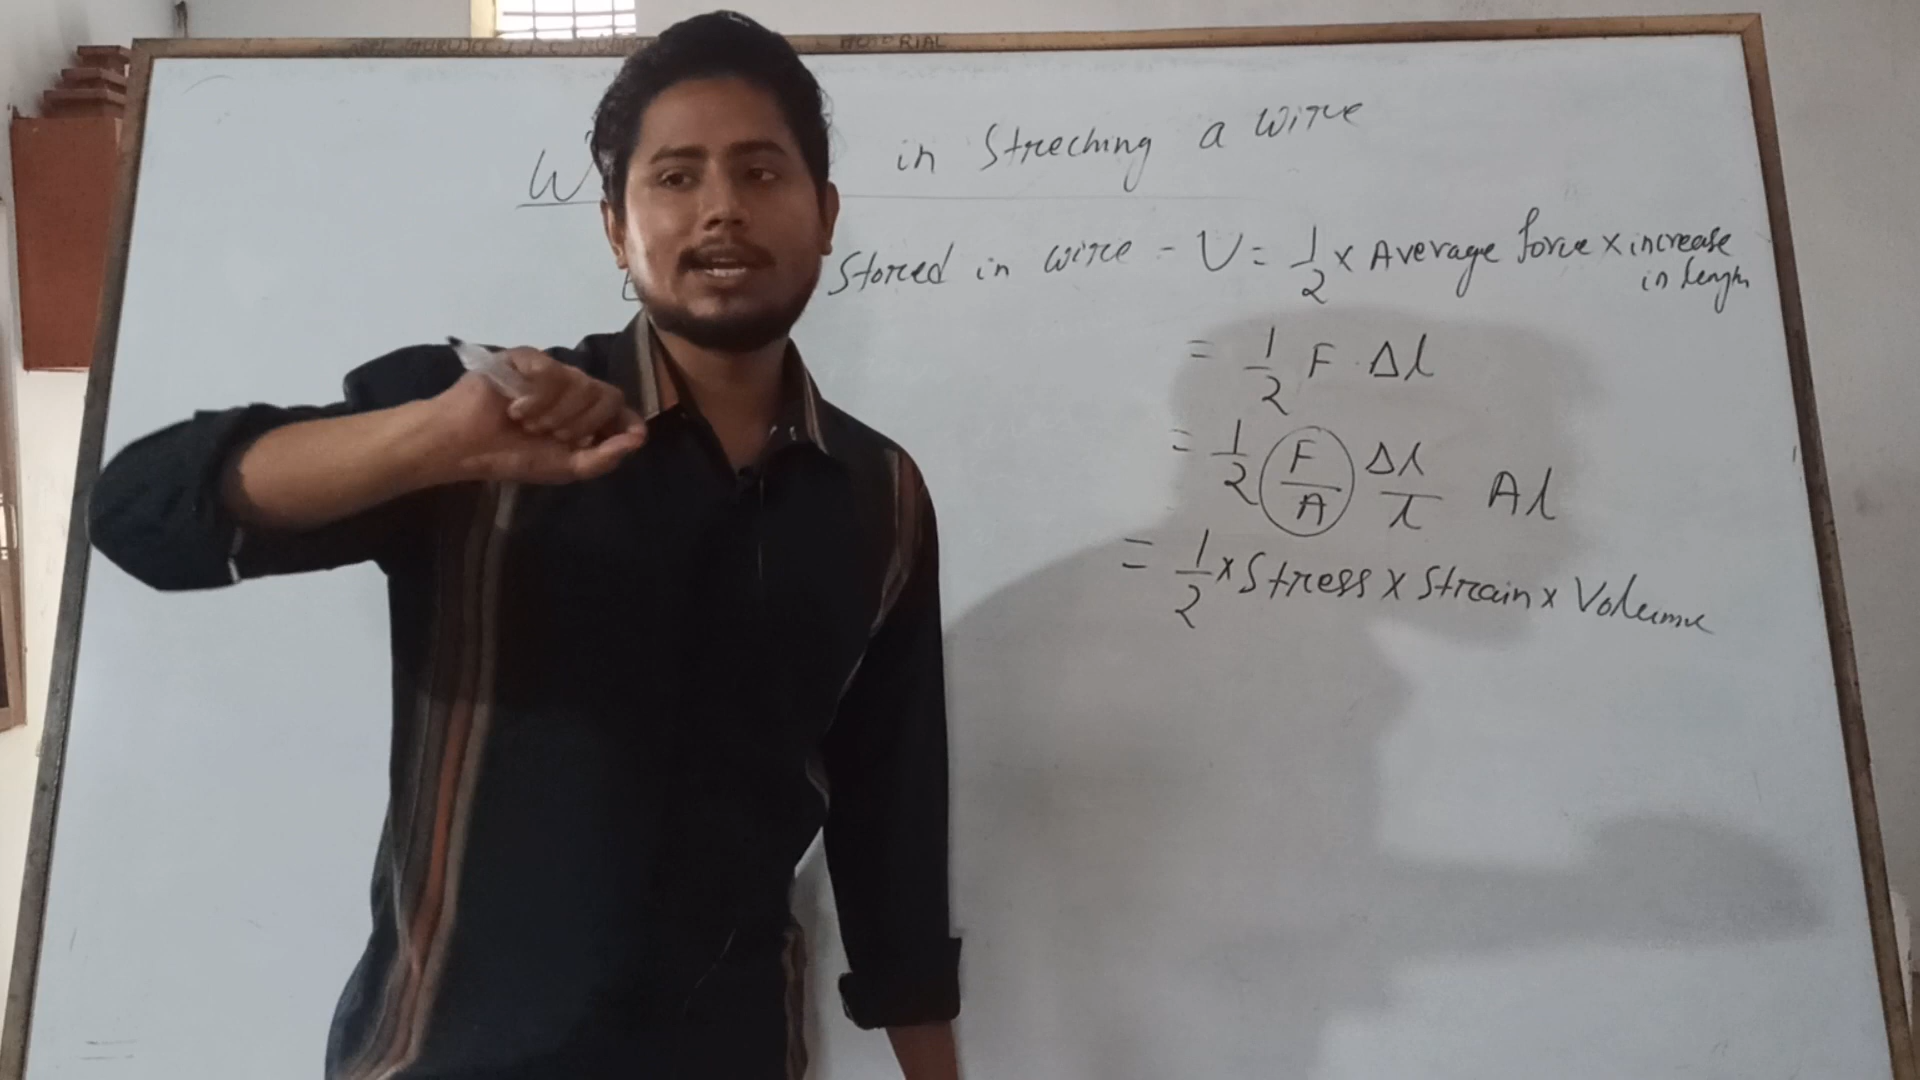 W in Streching a wire
E Stored in wire - U = 1/2 × Average force × increase in Length
= 1/2 F . Δl
= 1/2 F/A Δl/l Al
= 1/2 × Stress × Strain × Volume